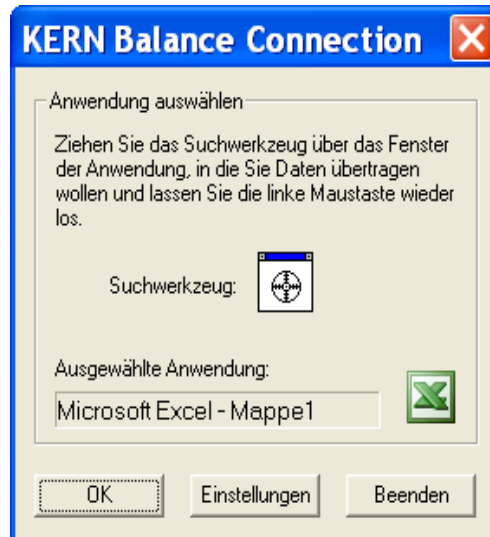 KERN Balance Connection
Anwendung auswählen
Ziehen Sie das Suchwerkzeug über das Fenster
der Anwendung, in die Sie Daten übertragen
wollen und lassen Sie die linke Maustaste wieder
los.
Suchwerkzeug:
Ausgewählte Anwendung:
Microsoft Excel - Mappe1
OK Einstellungen Beenden